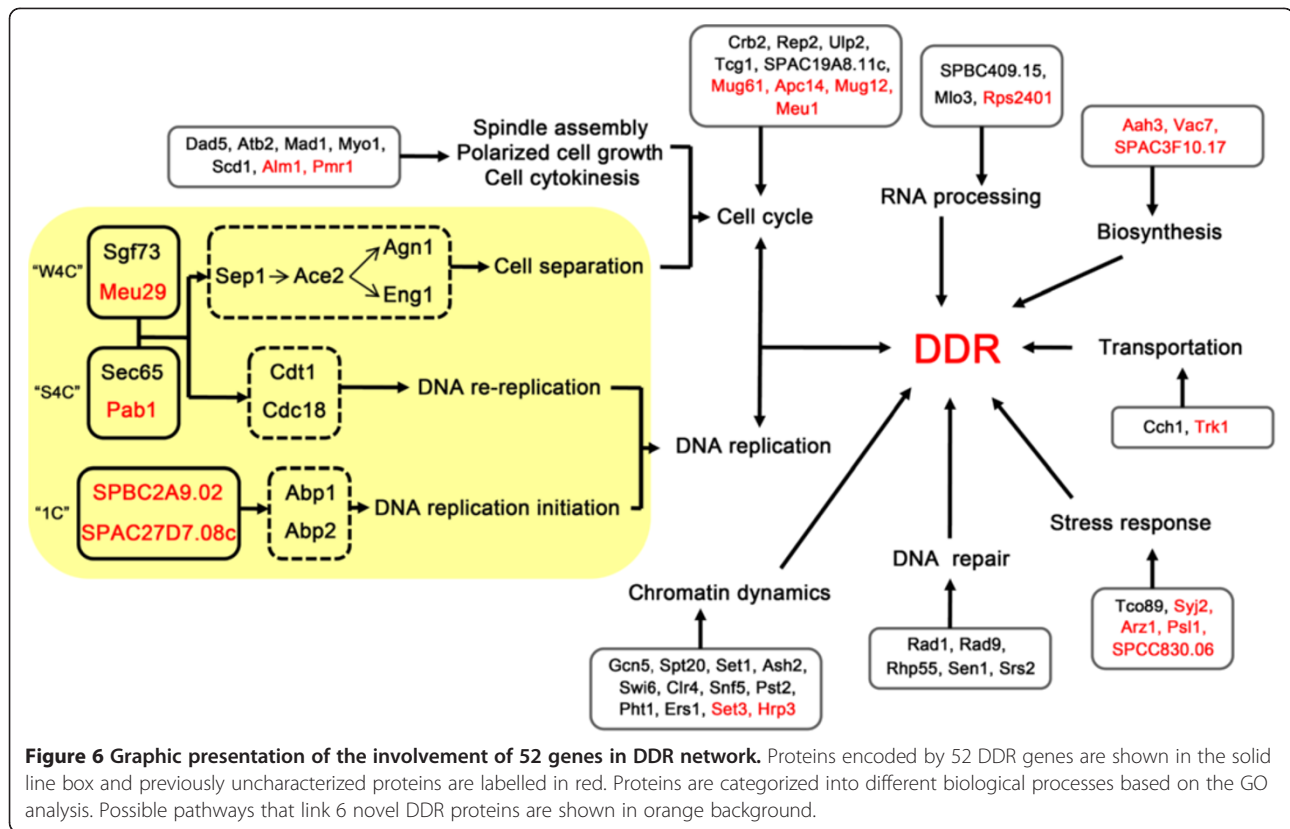 Crb2, Rep2, Ulp2,
Tcg1, SPAC19A8.11c,
Mug61, Apc14, Mug12,
Meu1
SPBC409.15,
Mlo3, Rps2401
Aah3, Vac7,
SPAC3F10.17
Dad5, Atb2, Mad1, Myo1,
Scd1, Alm1, Pmr1
Spindle assembly
Polarized cell growth
Cell cytokinesis
Cell cycle
RNA processing
Biosynthesis
"W4C"
Sgf73
Meu29
Sep1
Ace2
Agn1
Eng1
Cell separation
"S4C"
Sec65
Pab1
Cdt1
Cdc18
DNA re-replication
DNA replication
"1C"
SPBC2A9.02
SPAC27D7.08c
Abp1
Abp2
DNA replication initiation
DDR
Transportation
Cch1, Trk1
Stress response
Tco89, Syj2,
Arz1, Psl1,
SPCC830.06
DNA repair
Rad1, Rad9,
Rhp55, Sen1, Srs2
Chromatin dynamics
Gcn5, Spt20, Set1, Ash2,
Swi6, Clr4, Snf5, Pst2,
Pht1, Ers1, Set3, Hrp3
Figure 6 Graphic presentation of the involvement of 52 genes in DDR network. Proteins encoded by 52 DDR genes are shown in the solid
line box and previously uncharacterized proteins are labelled in red. Proteins are categorized into different biological processes based on the GO
analysis. Possible pathways that link 6 novel DDR proteins are shown in orange background.